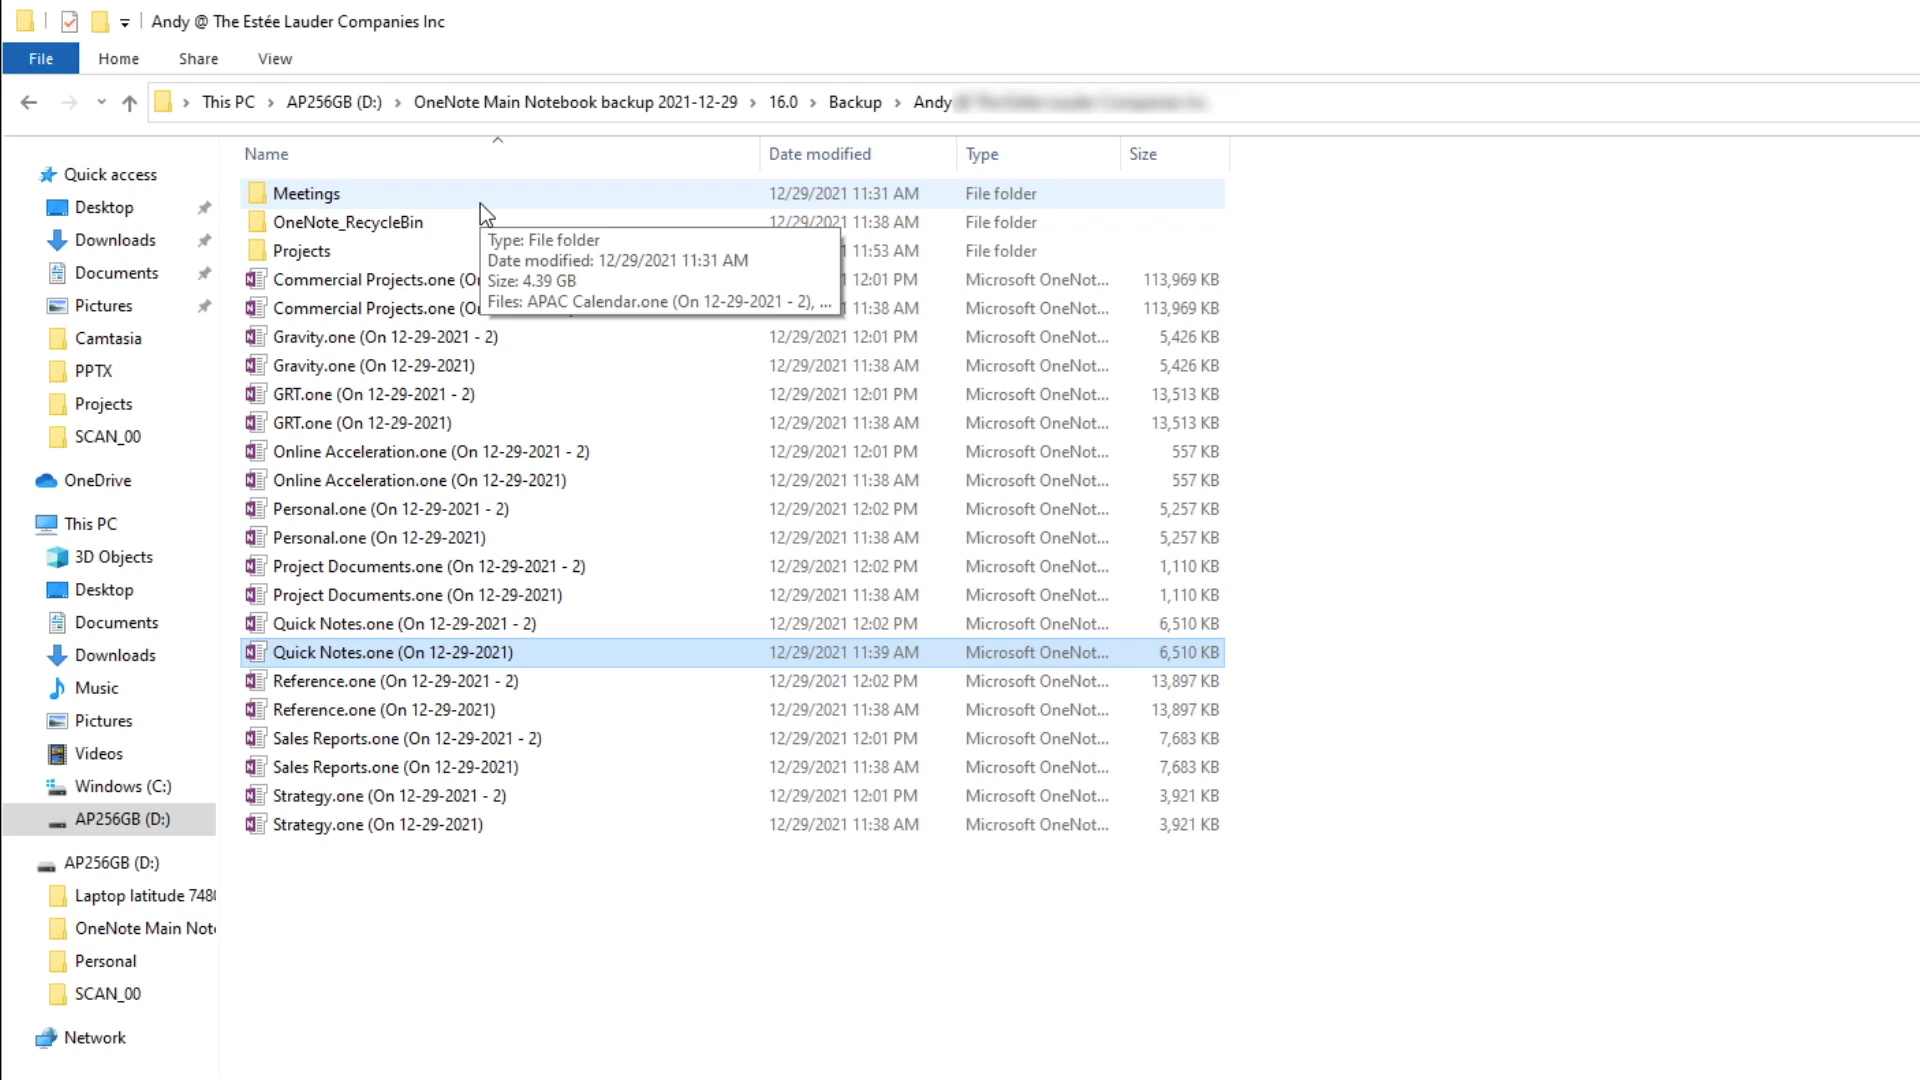 Andy @ The Estée Lauder Companies Inc
File Home Share View
This PC > AP256GB (D:) > OneNote Main Notebook backup 2021-12-29 > 16.0 > Backup > Andy
Name Date modified Type Size
Quick access
Desktop
Downloads
Documents
Pictures
Camtasia
PPTX
Projects
SCAN_00
OneDrive
This PC
3D Objects
Desktop
Documents
Downloads
Music
Pictures
Videos
Windows (C:)
AP256GB (D:)
AP256GB (D:)
Laptop latitude 748
OneNote Main Not
Personal
SCAN_00
Network
Meetings 12/29/2021 11:31 AM File folder
OneNote_RecycleBin 12/29/2021 11:38 AM File folder
Projects 11:53 AM File folder
Commercial Projects.one (O 12:01 PM Microsoft OneNot... 113,969 KB
Commercial Projects.one (O 11:38 AM Microsoft OneNot... 113,969 KB
Type: File folder
Date modified: 12/29/2021 11:31 AM
Size: 4.39 GB
Files: APAC Calendar.one (On 12-29-2021 - 2), ...
Gravity.one (On 12-29-2021 - 2) 12/29/2021 12:01 PM Microsoft OneNot... 5,426 KB
Gravity.one (On 12-29-2021) 12/29/2021 11:38 AM Microsoft OneNot... 5,426 KB
GRT.one (On 12-29-2021 - 2) 12/29/2021 12:01 PM Microsoft OneNot... 13,513 KB
GRT.one (On 12-29-2021) 12/29/2021 11:38 AM Microsoft OneNot... 13,513 KB
Online Acceleration.one (On 12-29-2021 - 2) 12/29/2021 12:01 PM Microsoft OneNot... 557 KB
Online Acceleration.one (On 12-29-2021) 12/29/2021 11:38 AM Microsoft OneNot... 557 KB
Personal.one (On 12-29-2021 - 2) 12/29/2021 12:02 PM Microsoft OneNot... 5,257 KB
Personal.one (On 12-29-2021) 12/29/2021 11:38 AM Microsoft OneNot... 5,257 KB
Project Documents.one (On 12-29-2021 - 2) 12/29/2021 12:02 PM Microsoft OneNot... 1,110 KB
Project Documents.one (On 12-29-2021) 12/29/2021 11:38 AM Microsoft OneNot... 1,110 KB
Quick Notes.one (On 12-29-2021 - 2) 12/29/2021 12:02 PM Microsoft OneNot... 6,510 KB
Quick Notes.one (On 12-29-2021) 12/29/2021 11:39 AM Microsoft OneNot... 6,510 KB
Reference.one (On 12-29-2021 - 2) 12/29/2021 12:02 PM Microsoft OneNot... 13,897 KB
Reference.one (On 12-29-2021) 12/29/2021 11:38 AM Microsoft OneNot... 13,897 KB
Sales Reports.one (On 12-29-2021 - 2) 12/29/2021 12:01 PM Microsoft OneNot... 7,683 KB
Sales Reports.one (On 12-29-2021) 12/29/2021 11:38 AM Microsoft OneNot... 7,683 KB
Strategy.one (On 12-29-2021 - 2) 12/29/2021 12:01 PM Microsoft OneNot... 3,921 KB
Strategy.one (On 12-29-2021) 12/29/2021 11:38 AM Microsoft OneNot... 3,921 KB